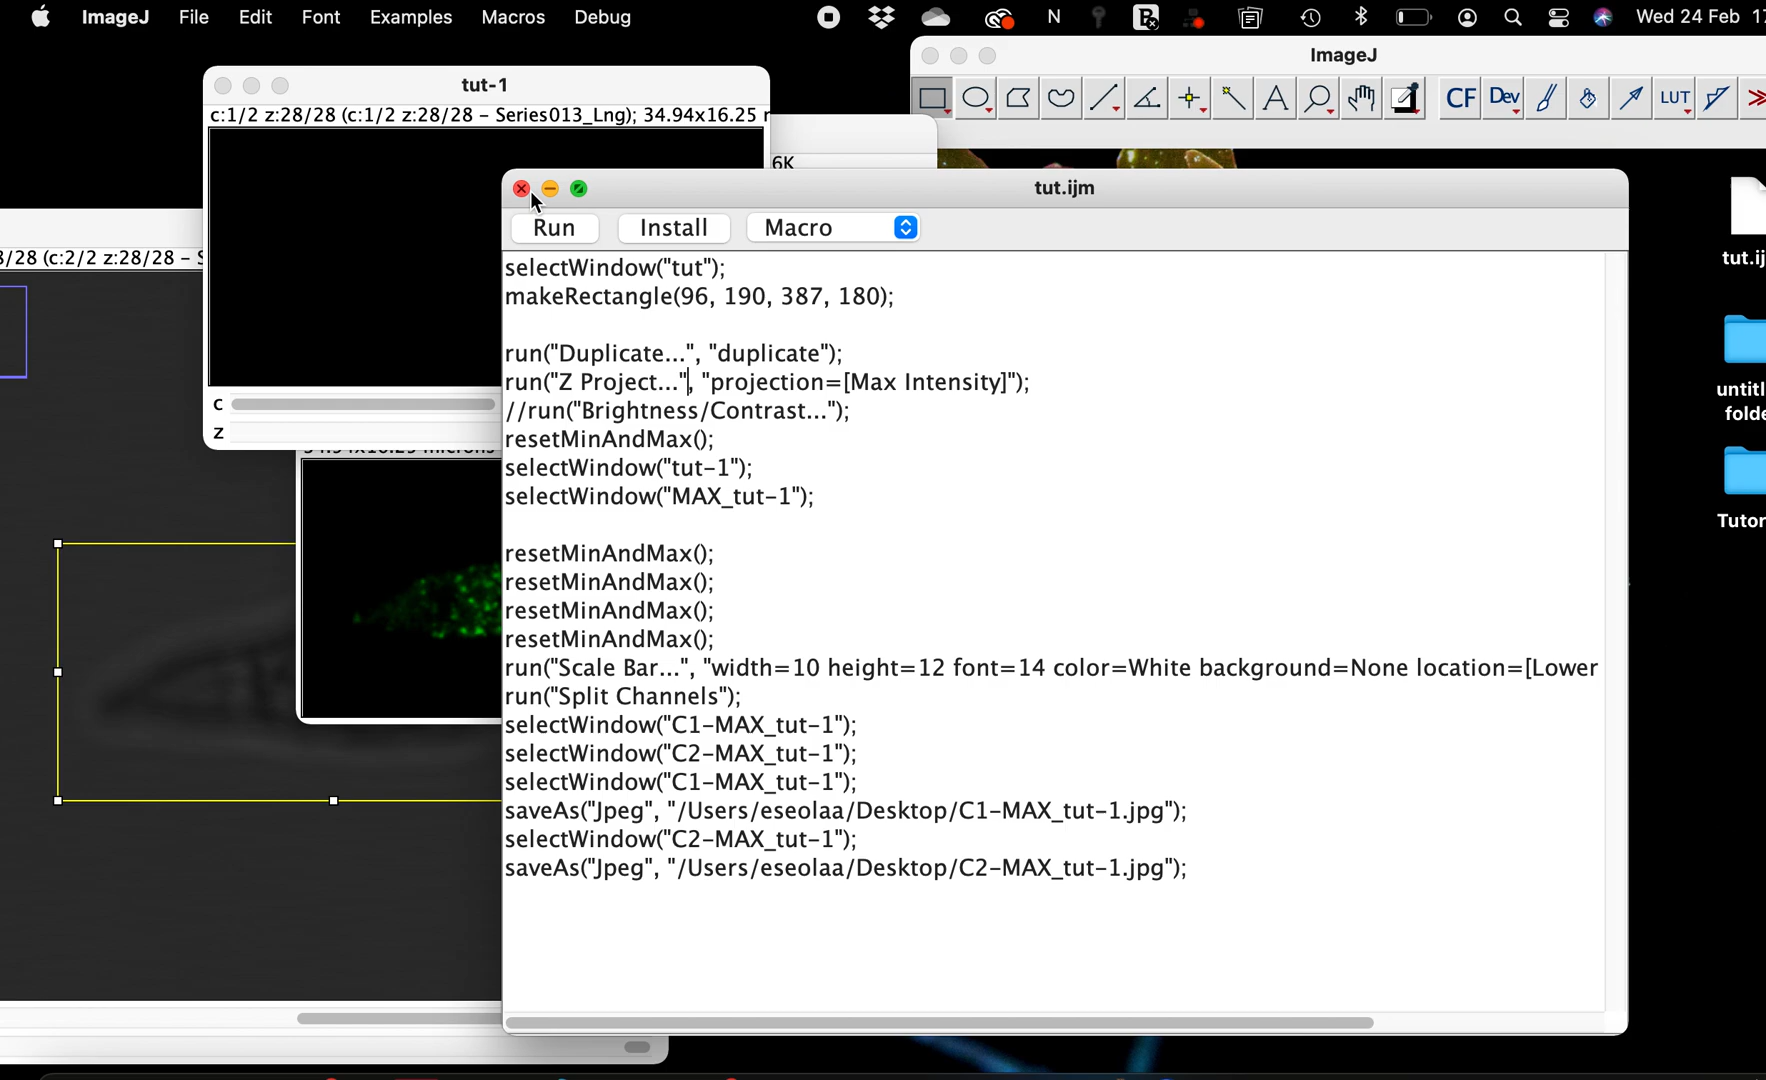 ImageJ File Edit Font Examples Macros Debug
N
Wed 24 Feb
ImageJ
CF Dev LUT
tut-1
c:1/2 z:28/28 (c:1/2 z:28/28 - Series013_Lng); 34.94x16.25
6K
/28 (c:2/2 z:28/28 -
C
Z
tut.ijm
Run Install Macro
selectWindow("tut");
makeRectangle(96, 190, 387, 180);
run("Duplicate...", "duplicate");
run("Z Project...", "projection=[Max Intensity]");
//run("Brightness/Contrast...");
resetMinAndMax();
selectWindow("tut-1");
selectWindow("MAX_tut-1");
resetMinAndMax();
resetMinAndMax();
resetMinAndMax();
resetMinAndMax();
run("Scale Bar...", "width=10 height=12 font=14 color=White background=None location=[Lower
run("Split Channels");
selectWindow("C1-MAX_tut-1");
selectWindow("C2-MAX_tut-1");
selectWindow("C1-MAX_tut-1");
saveAs("Jpeg", "/Users/eseolaa/Desktop/C1-MAX_tut-1.jpg");
selectWindow("C2-MAX_tut-1");
saveAs("Jpeg", "/Users/eseolaa/Desktop/C2-MAX_tut-1.jpg");
tut.ij
untitl
folde
Tutor